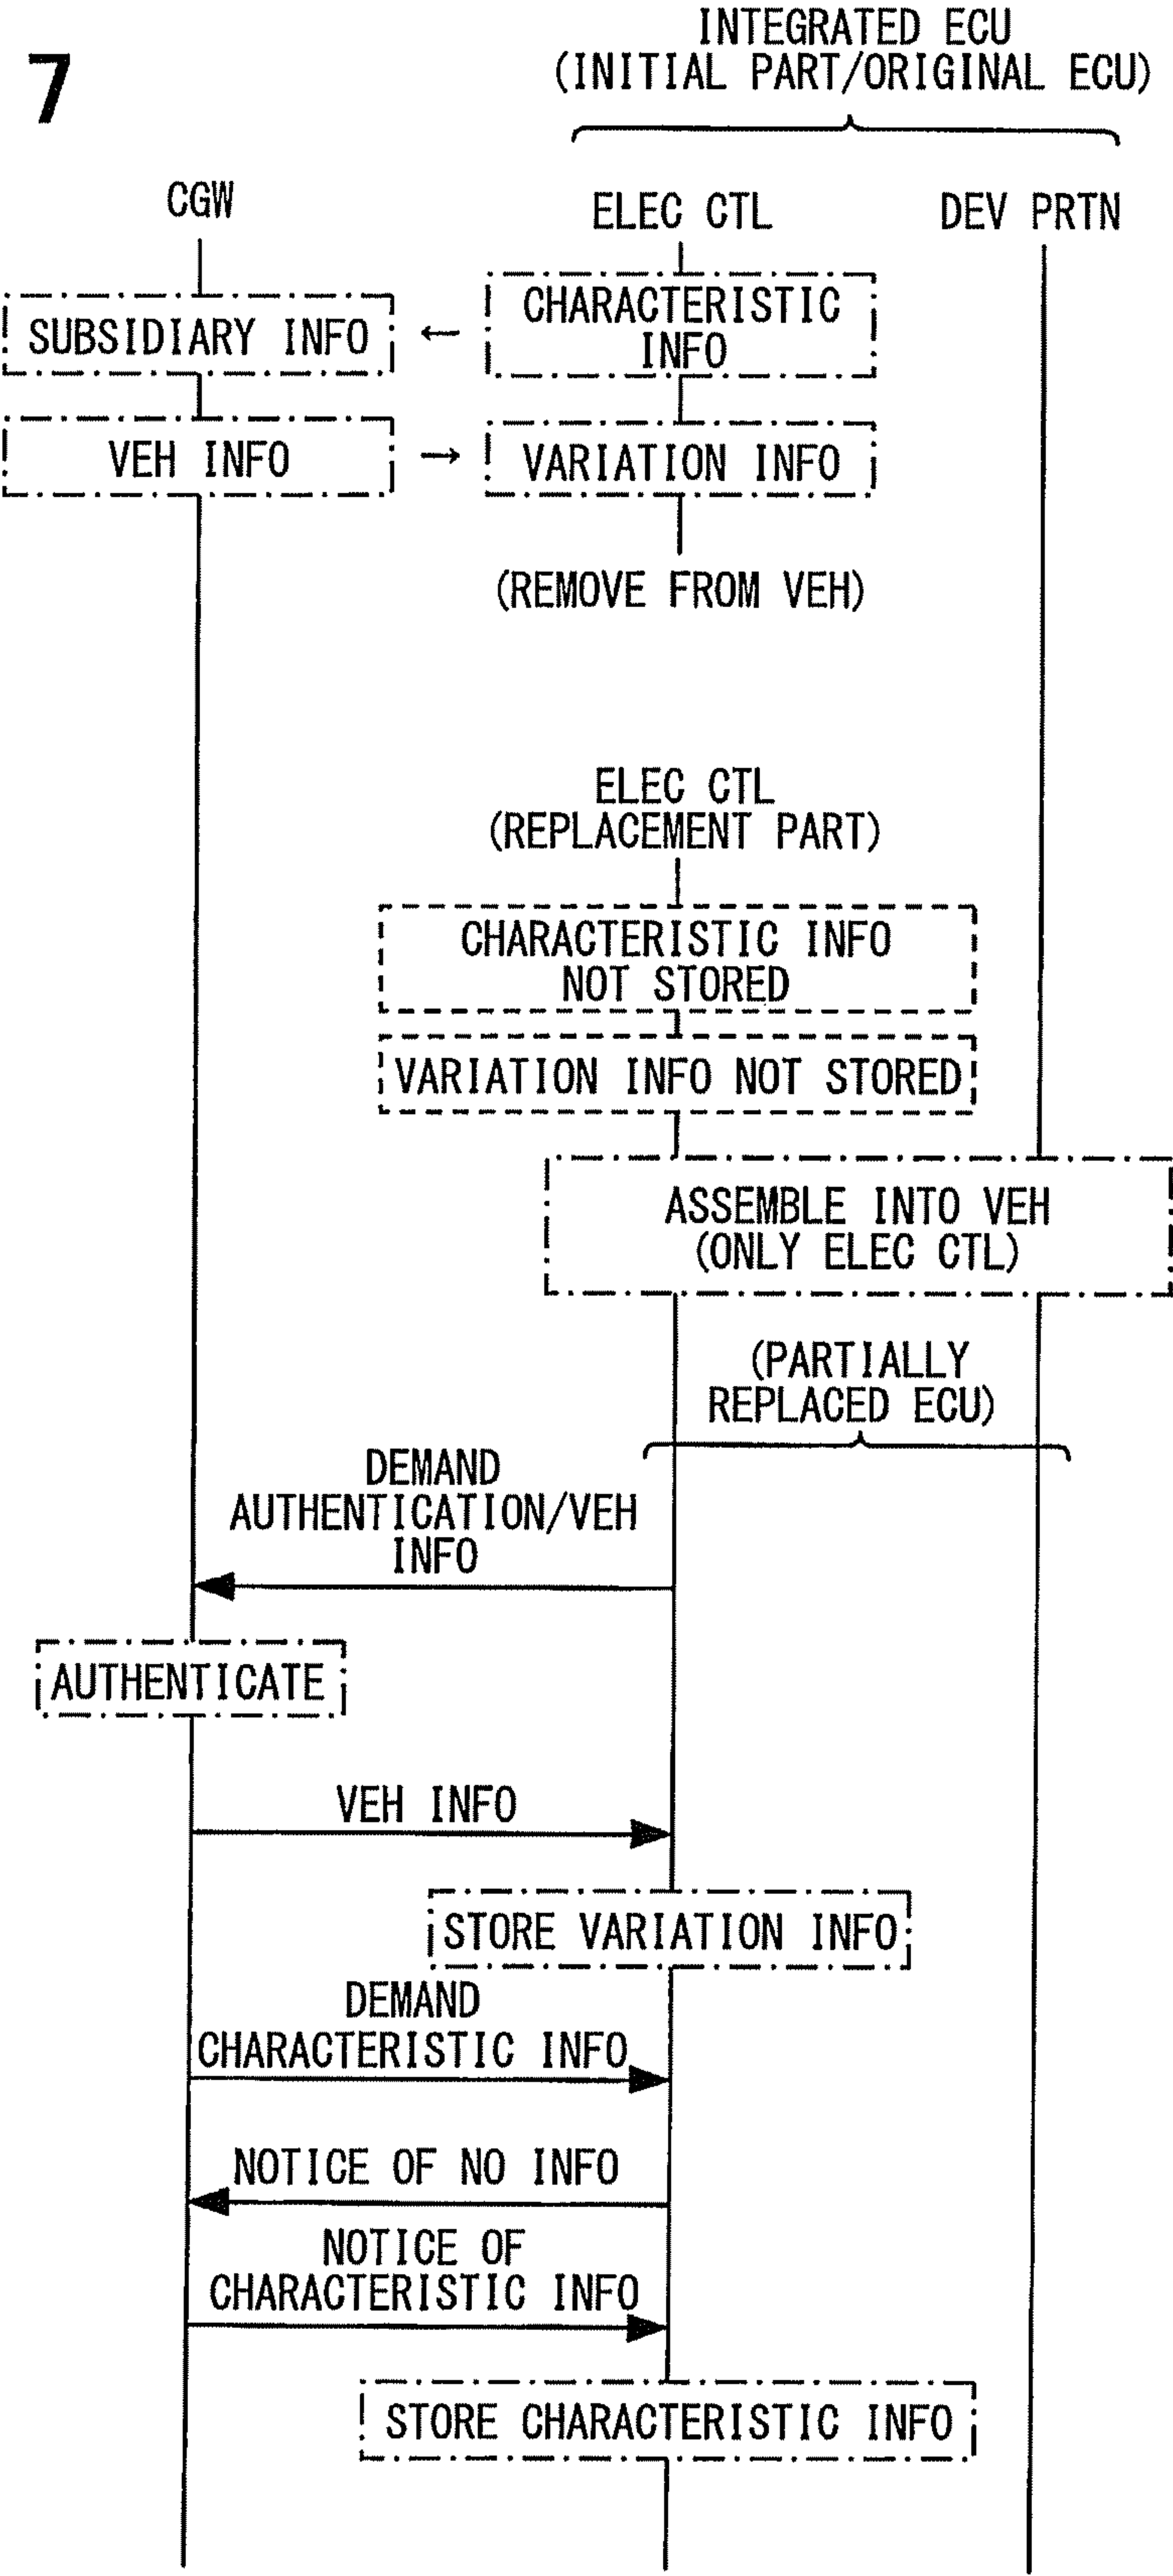 7
INTEGRATED ECU
(INITIAL PART/ORIGINAL ECU)
CGW
ELEC CTL
DEV PRTN
SUBSIDIARY INFO
←
CHARACTERISTIC
INFO
VEH INFO
→
VARIATION INFO
(REMOVE FROM VEH)
ELEC CTL
(REPLACEMENT PART)
CHARACTERISTIC INFO
NOT STORED
VARIATION INFO NOT STORED
ASSEMBLE INTO VEH
(ONLY ELEC CTL)
(PARTIALLY
REPLACED ECU)
DEMAND
AUTHENTICATION/VEH
INFO
AUTHENTICATE
VEH INFO
STORE VARIATION INFO
DEMAND
CHARACTERISTIC INFO
NOTICE OF NO INFO
NOTICE OF
CHARACTERISTIC INFO
STORE CHARACTERISTIC INFO